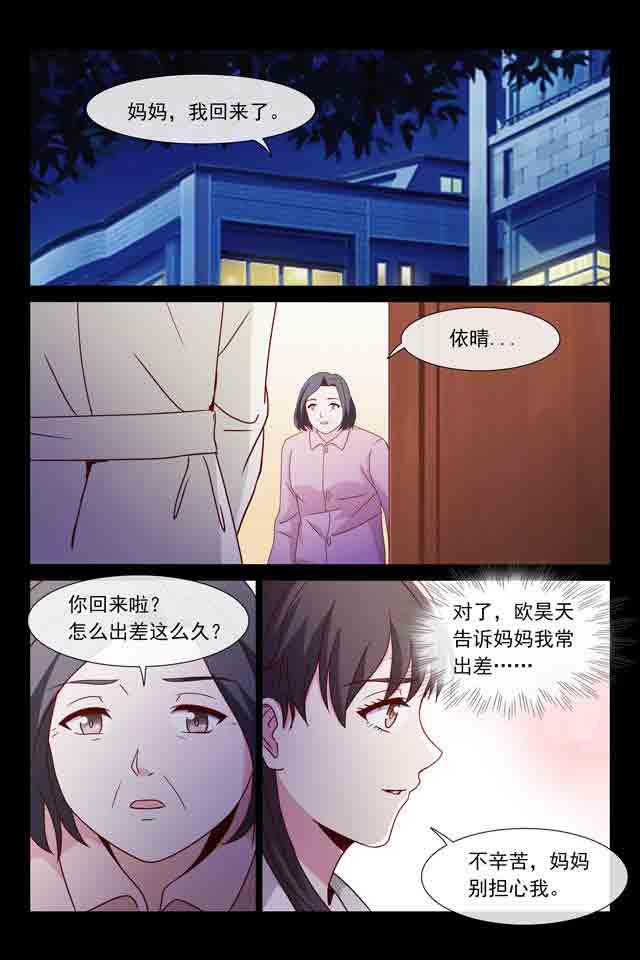 妈妈，我回来了。
依晴...
你回来啦？
怎么出差这么久？
对了，欧昊天
告诉妈妈我常
出差……
不辛苦，妈妈
别担心我。